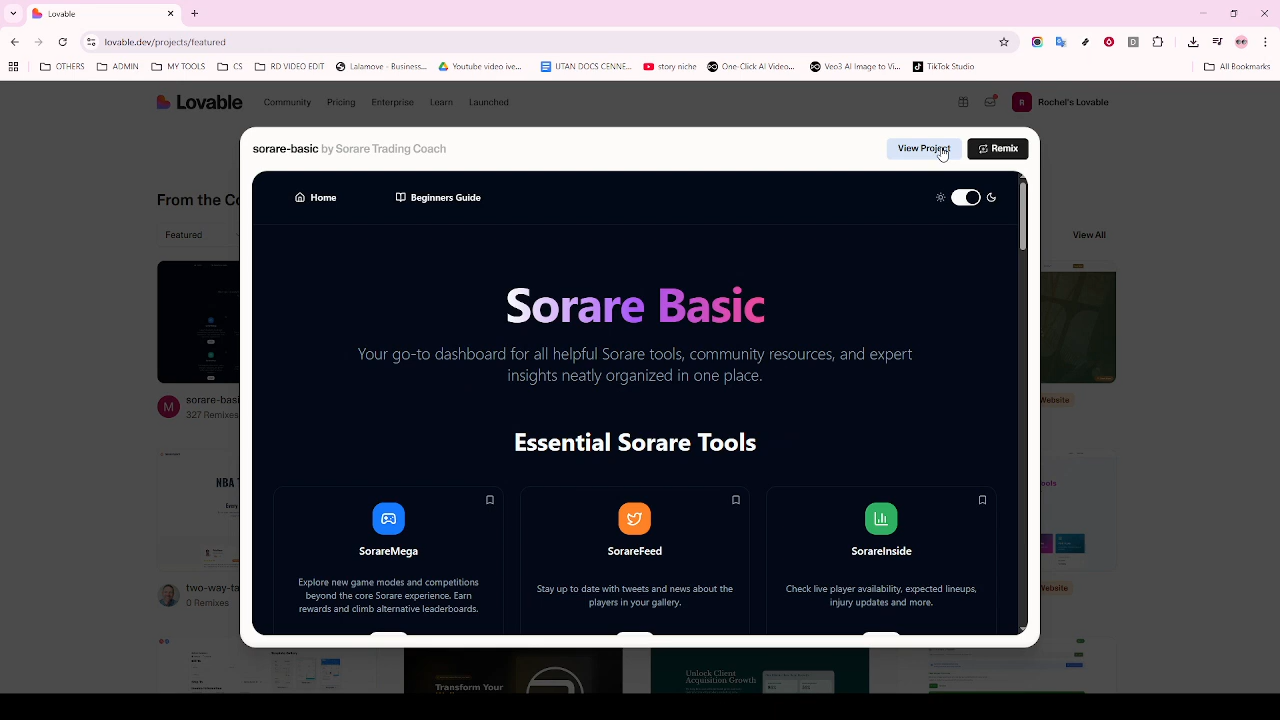 Lovable
lovable.dev/projects/featured
OTHERS
ADMIN
MY TOOLS
CS
RD VIDEO EDIT
Lalamove - Business...
Youtube video ive...
UTAN DOCS CENNE...
story niche
One-Click AI Video...
Veo3 AI Image to Vi...
TikTok Studio
All Bookmarks
Lovable
Community
Pricing
Enterprise
Learn
Launched
R
Rochel's Lovable
sorare-basic by Sorare Trading Coach
View Project
Remix
Home
Beginners Guide
From the Co
Featured
View All
Sorare Basic
Your go-to dashboard for all helpful Sorare tools, community resources, and expert
insights neatly organized in one place.
Essential Sorare Tools
M
sorare-basi
327 Remixes
Website
SorareMega
Explore new game modes and competitions
beyond the core Sorare experience. Earn
rewards and climb alternative leaderboards.
SorareFeed
Stay up to date with tweets and news about the
players in your gallery.
SorareInside
Check live player availability, expected lineups,
injury updates and more.
NBA T
two-way-ta
0 Remixes
Website
Transform Your
Unlock Client
Acquisition Growth